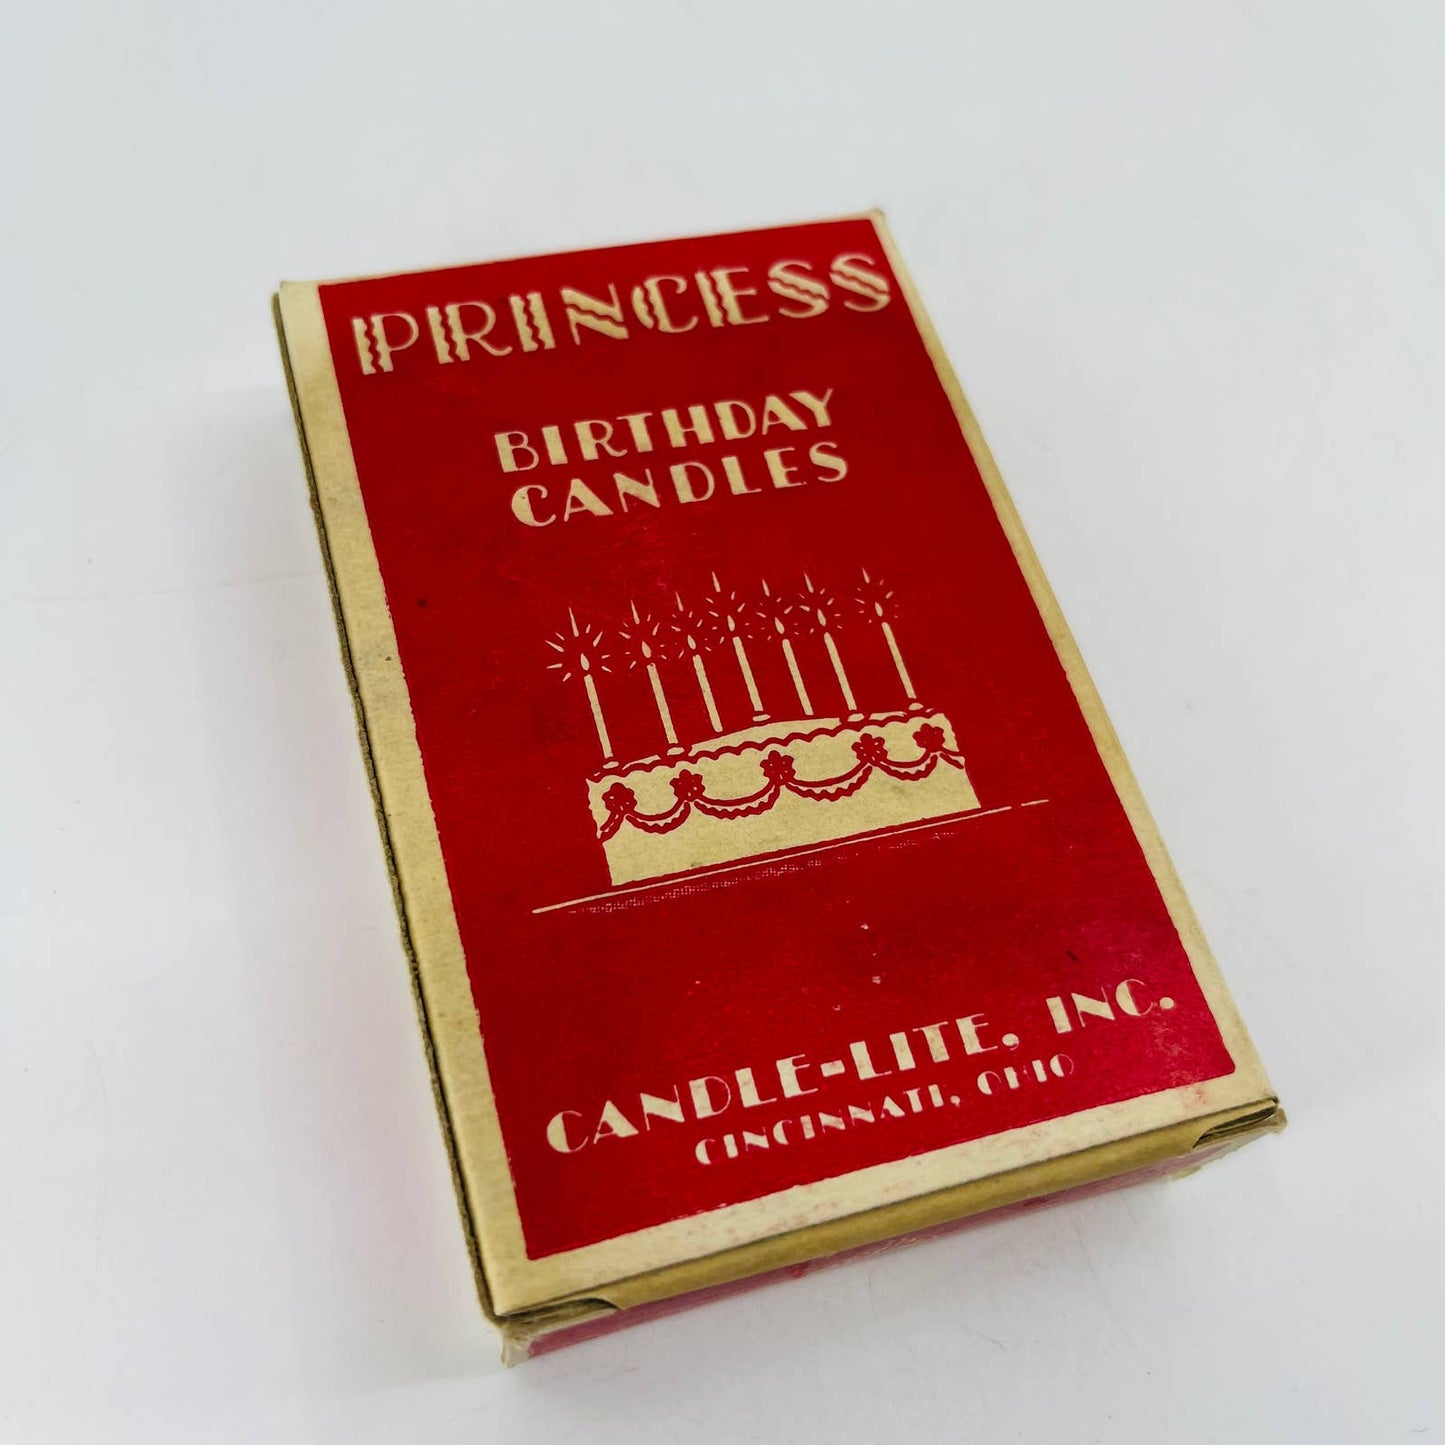 PRINCESS
BIRTHDAY
CANDLES
CANDLE-LITE, INC.
CINCINNATI, OHIO